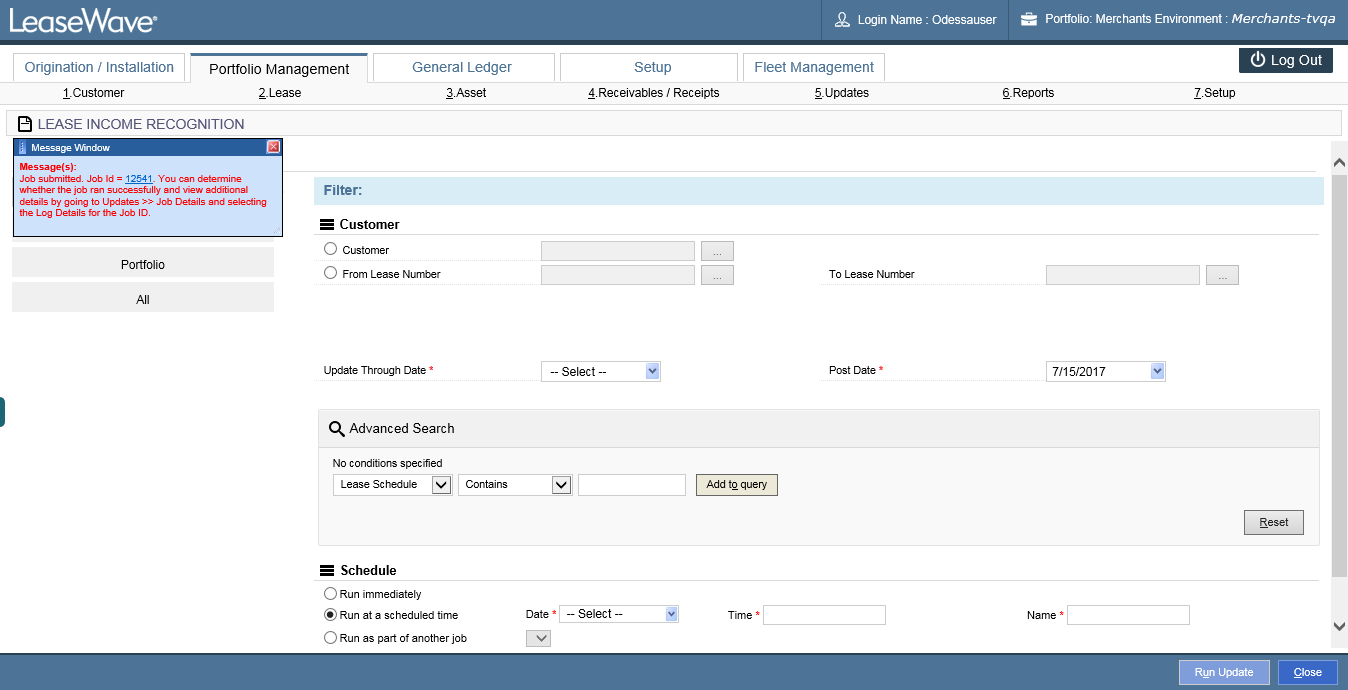 LeaseWave®
Login Name : Odessauser
Portfolio: Merchants Environment : Merchants-tvqa
Origination / Installation
Portfolio Management
General Ledger
Setup
Fleet Management
Log Out
1.Customer
2.Lease
3.Asset
4.Receivables / Receipts
5.Updates
6.Reports
7.Setup
LEASE INCOME RECOGNITION
Message Window
Message(s):
Job submitted. Job Id = 12541. You can determine
whether the job ran successfully and view additional
details by going to Updates >> Job Details and selecting
the Log Details for the Job ID.
Portfolio
All
Filter:
Customer
Customer
...
From Lease Number
...
To Lease Number
...
Update Through Date *
-- Select --
Post Date *
7/15/2017
Advanced Search
No conditions specified
Lease Schedule
Contains
Add to query
Reset
Schedule
Run immediately
Run at a scheduled time
Date *
-- Select --
Time *
Name *
Run as part of another job
Run Update
Close